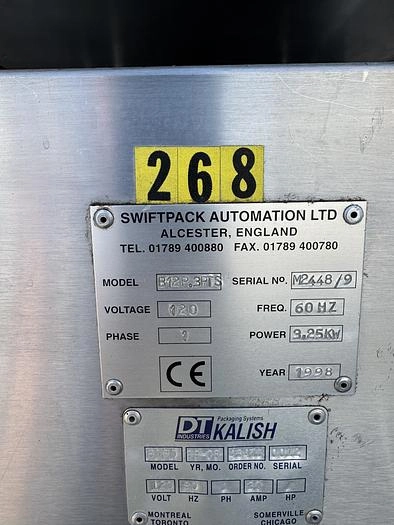 268
SWIFTPACK AUTOMATION LTD
ALCESTER, ENGLAND
TEL. 01789 400880 FAX. 01789 400780
MODEL SERIAL No. M2448/9
VOLTAGE 120 FREQ. 60 HZ
PHASE 1 POWER 3.25KW
CE YEAR 1998
DT INDUSTRIES Packaging Systems
KALISH
MODEL YR, MO. ORDER NO. SERIAL
VOLT HZ PH AMP HP
MONTREAL SOMERVILLE
TORONTO CHICAGO